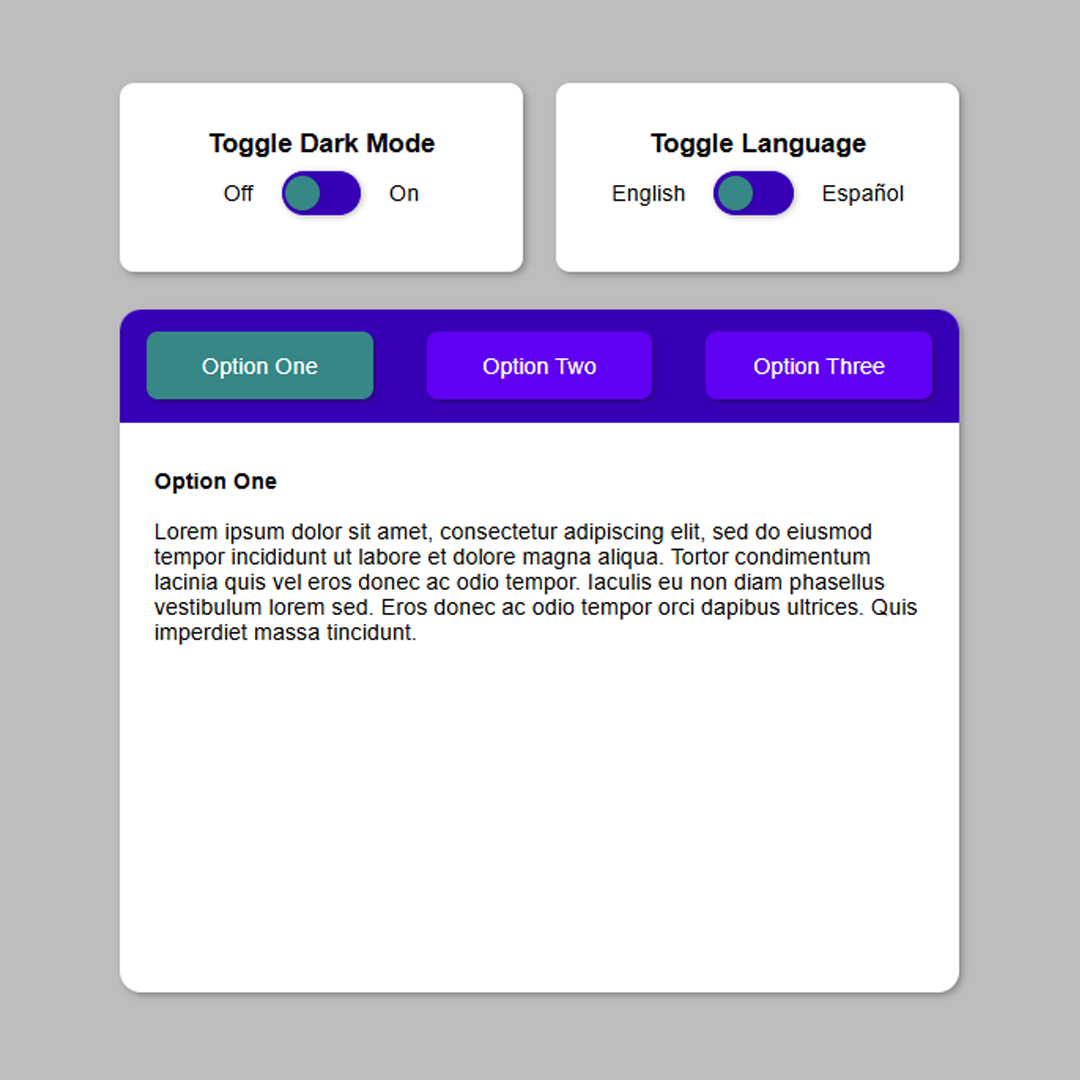 Toggle Dark Mode
Off On
Toggle Language
English Español
Option One Option Two Option Three
Option One
Lorem ipsum dolor sit amet, consectetur adipiscing elit, sed do eiusmod
tempor incididunt ut labore et dolore magna aliqua. Tortor condimentum
lacinia quis vel eros donec ac odio tempor. Iaculis eu non diam phasellus
vestibulum lorem sed. Eros donec ac odio tempor orci dapibus ultrices. Quis
imperdiet massa tincidunt.